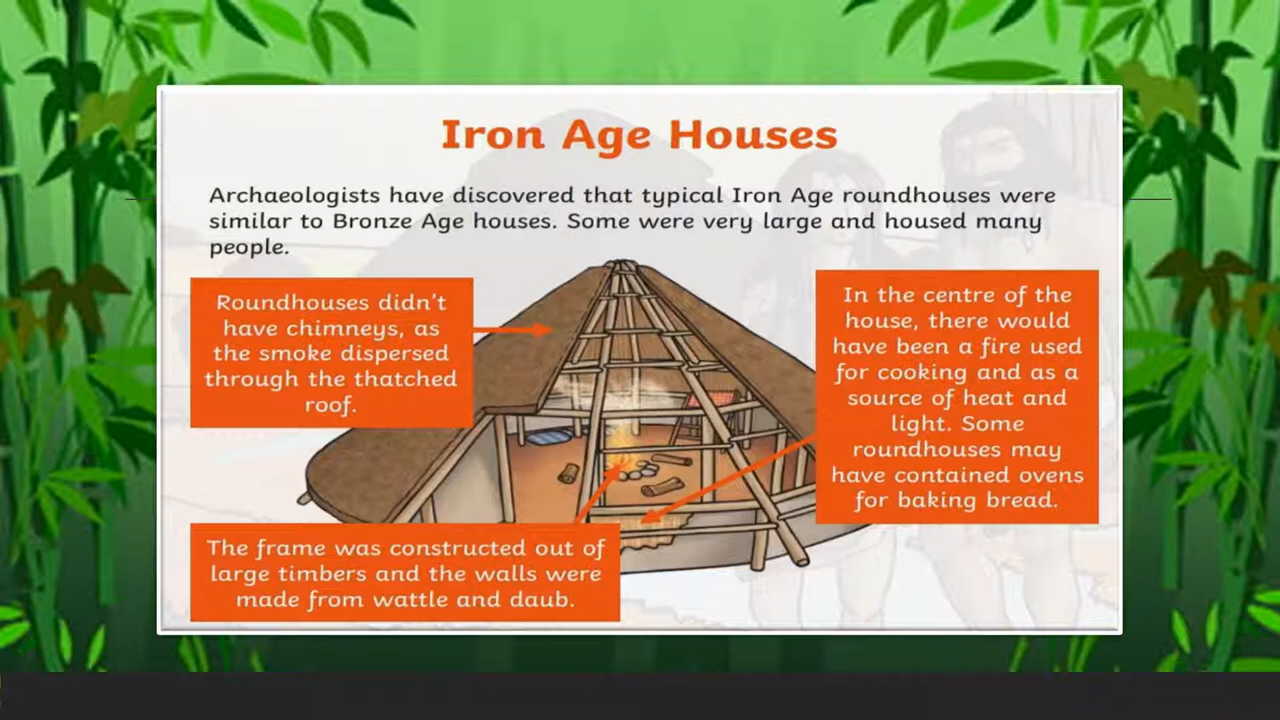 Iron Age Houses
Archaeologists have discovered that typical Iron Age roundhouses were
similar to Bronze Age houses. Some were very large and housed many
people.
Roundhouses didn't
have chimneys, as
the smoke dispersed
through the thatched
roof.
In the centre of the
house, there would
have been a fire used
for cooking and as a
source of heat and
light. Some
roundhouses may
have contained ovens
for baking bread.
The frame was constructed out of
large timbers and the walls were
made from wattle and daub.